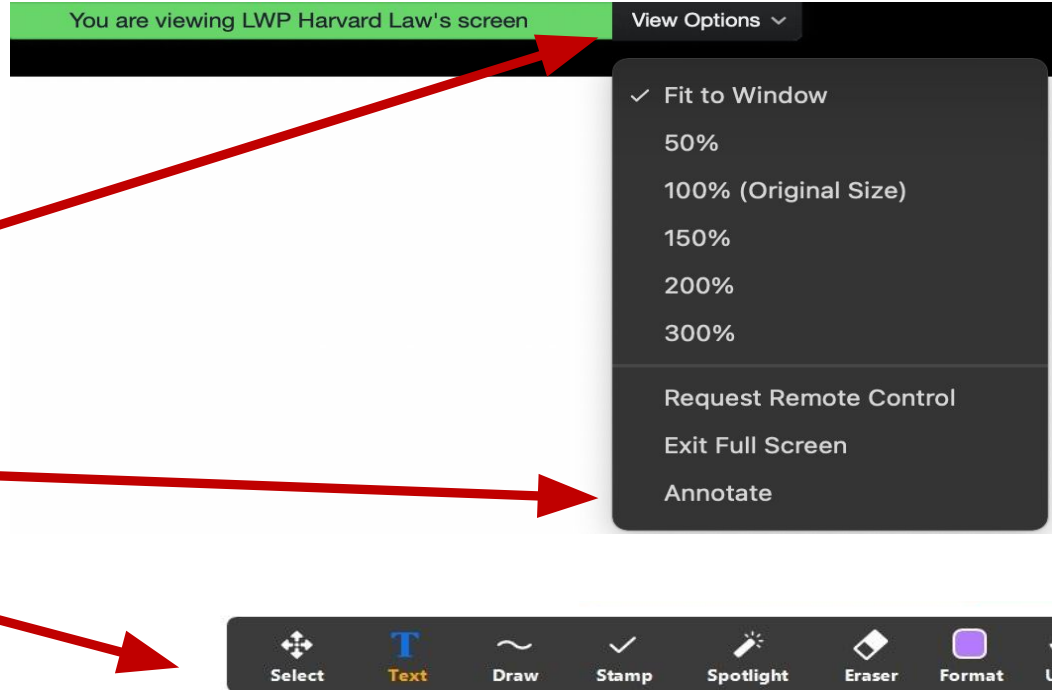 You are viewing LWP Harvard Law's screen View Options
Fit to Window
50%
100% (Original Size)
150%
200%
300%
Request Remote Control
Exit Full Screen
Annotate
T
Select Text Draw Stamp Spotlight Eraser Format